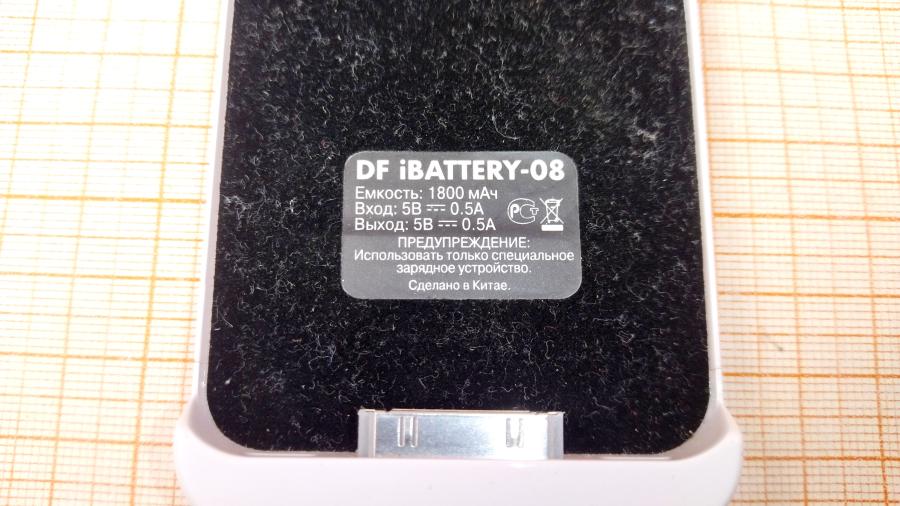 DF iBATTERY-08
Емкость: 1800 мАч
Вход: 5В ⎓ 0.5А
Выход: 5В ⎓ 0.5А
РСТ
ПРЕДУПРЕЖДЕНИЕ:
Использовать только специальное
зарядное устройство.
Сделано в Китае.